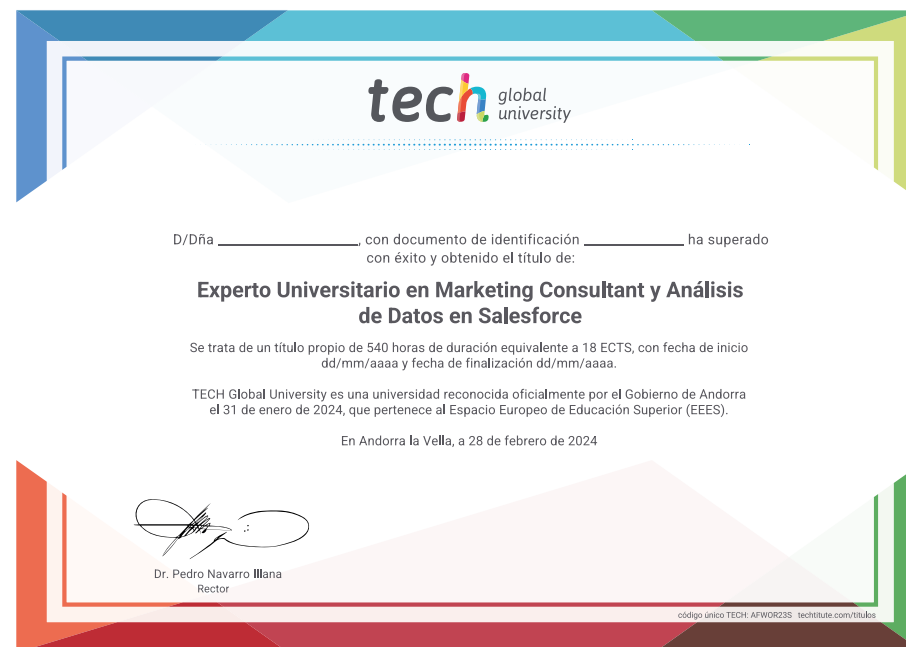 tech global university
D/Dña ____________________, con documento de identificación ______________ ha superado
con éxito y obtenido el título de:
Experto Universitario en Marketing Consultant y Análisis
de Datos en Salesforce
Se trata de un título propio de 540 horas de duración equivalente a 18 ECTS, con fecha de inicio
dd/mm/aaaa y fecha de finalización dd/mm/aaaa.
TECH Global University es una universidad reconocida oficialmente por el Gobierno de Andorra
el 31 de enero de 2024, que pertenece al Espacio Europeo de Educación Superior (EEES).
En Andorra la Vella, a 28 de febrero de 2024
Dr. Pedro Navarro Illana
Rector
código único TECH: AFWOR23S techtitute.com/titulos